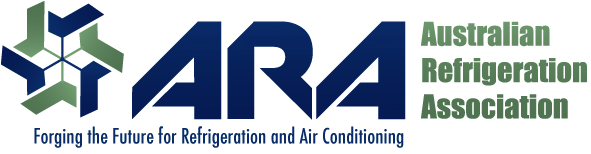 ARA
Australian
Refrigeration
Association
Forging the Future for Refrigeration and Air Conditioning